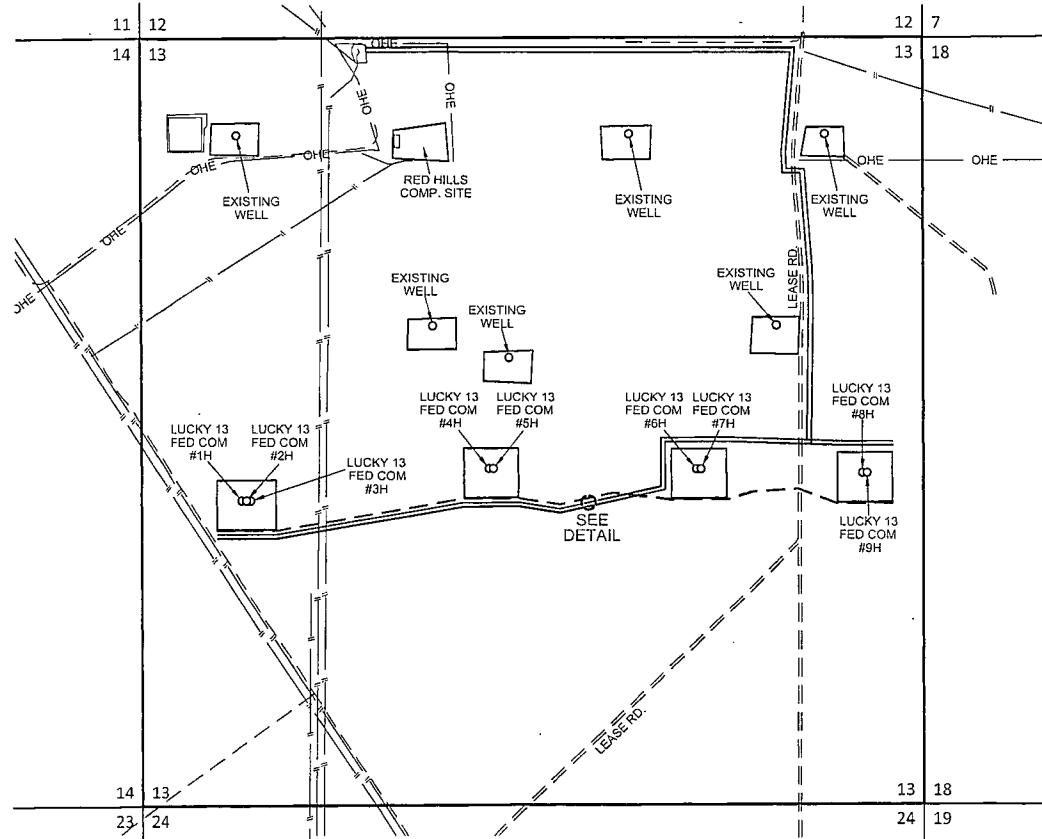 11 12
12 7
14 13
13 18
OHE
OHE
OHE
OHE
OHE
OHE
OHE
OHE
OHE
OHE
EXISTING
WELL
RED HILLS
COMP. SITE
EXISTING
WELL
EXISTING
WELL
LEASE RD.
EXISTING
WELL
EXISTING
WELL
EXISTING
WELL
LUCKY 13
FED COM
#1H
LUCKY 13
FED COM
#2H
LUCKY 13
FED COM
#3H
LUCKY 13
FED COM
#4H
LUCKY 13
FED COM
#5H
LUCKY 13
FED COM
#6H
LUCKY 13
FED COM
#7H
LUCKY 13
FED COM
#8H
LUCKY 13
FED COM
#9H
SEE
DETAIL
LEASE RD.
14 13
13 18
23 24
24 19